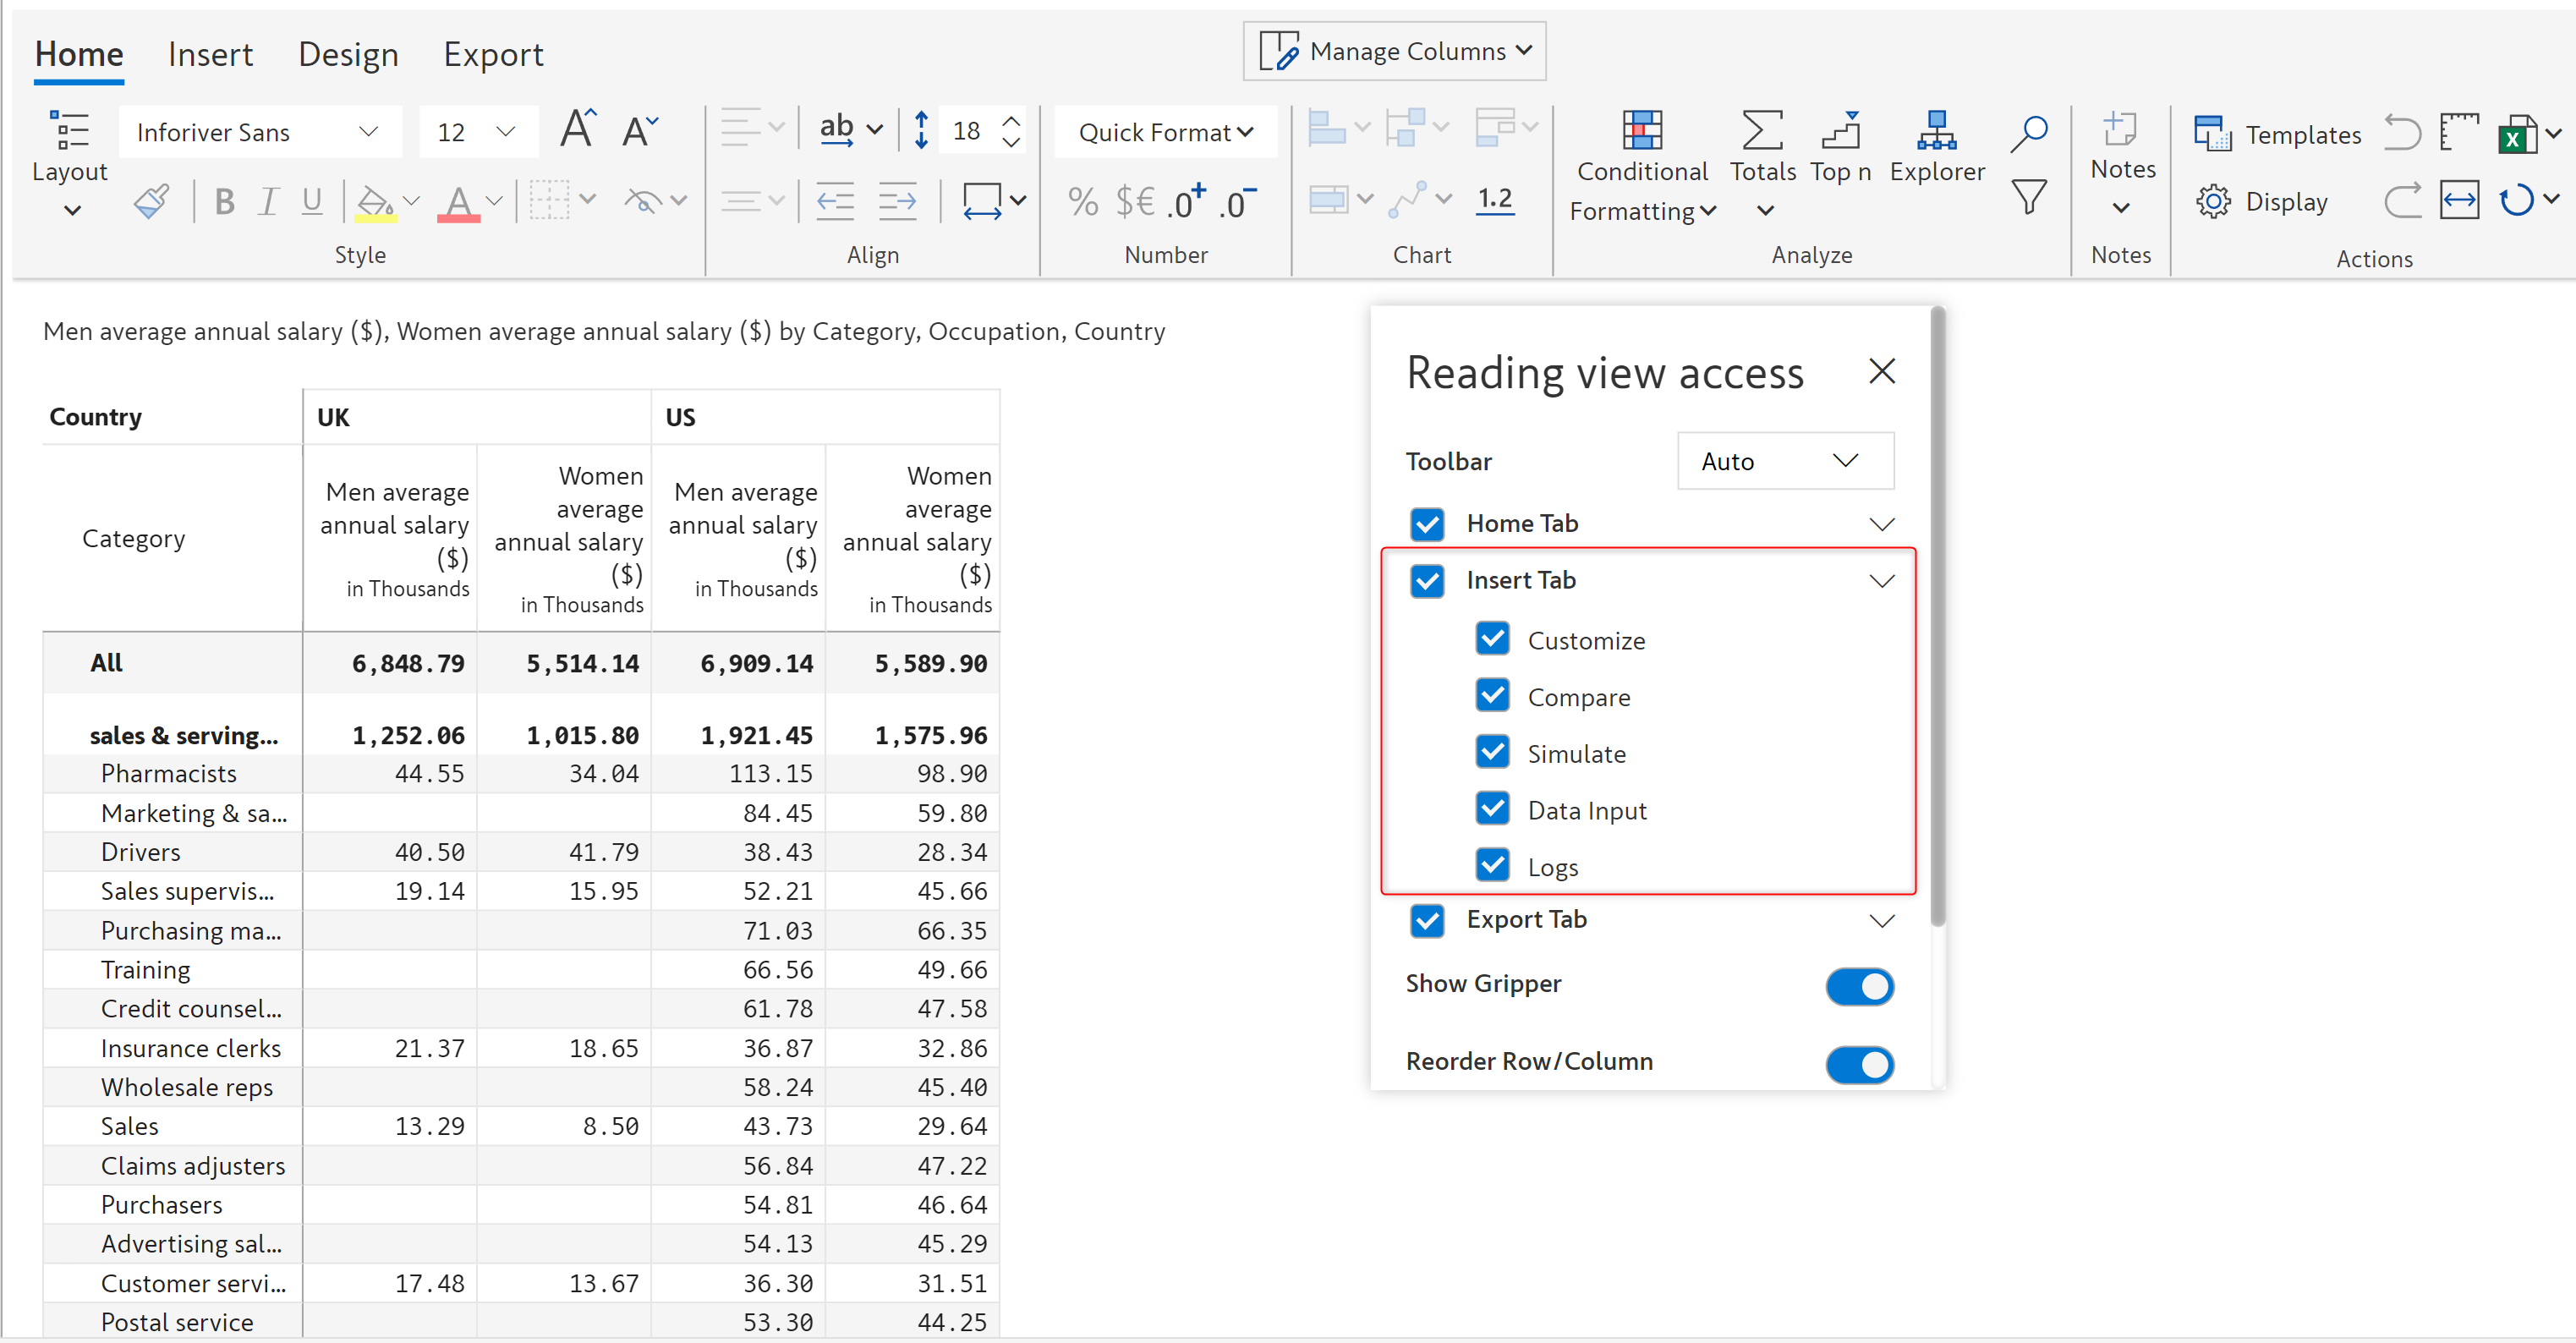 Home Insert Design Export
Manage Columns
Inforiver Sans 12 A A ab 18 Quick Format
Layout
B I U A % $€ .0+ .0- 1.2
Style Align Number Chart
Conditional Formatting
Totals Top n Explorer
Analyze
Notes
Notes
Templates
Display
X
Actions
Men average annual salary ($), Women average annual salary ($) by Category, Occupation, Country
Country UK US
Category
Men average annual salary ($) in Thousands
Women average annual salary ($) in Thousands
Men average annual salary ($) in Thousands
Women average annual salary ($) in Thousands
All 6,848.79 5,514.14 6,909.14 5,589.90
sales & serving... 1,252.06 1,015.80 1,921.45 1,575.96
Pharmacists 44.55 34.04 113.15 98.90
Marketing & sa... 84.45 59.80
Drivers 40.50 41.79 38.43 28.34
Sales supervis... 19.14 15.95 52.21 45.66
Purchasing ma... 71.03 66.35
Training 66.56 49.66
Credit counsel... 61.78 47.58
Insurance clerks 21.37 18.65 36.87 32.86
Wholesale reps 58.24 45.40
Sales 13.29 8.50 43.73 29.64
Claims adjusters 56.84 47.22
Purchasers 54.81 46.64
Advertising sal... 54.13 45.29
Customer servi... 17.48 13.67 36.30 31.51
Postal service 53.30 44.25
Reading view access
Toolbar Auto
Home Tab
Insert Tab
Customize
Compare
Simulate
Data Input
Logs
Export Tab
Show Gripper
Reorder Row/Column